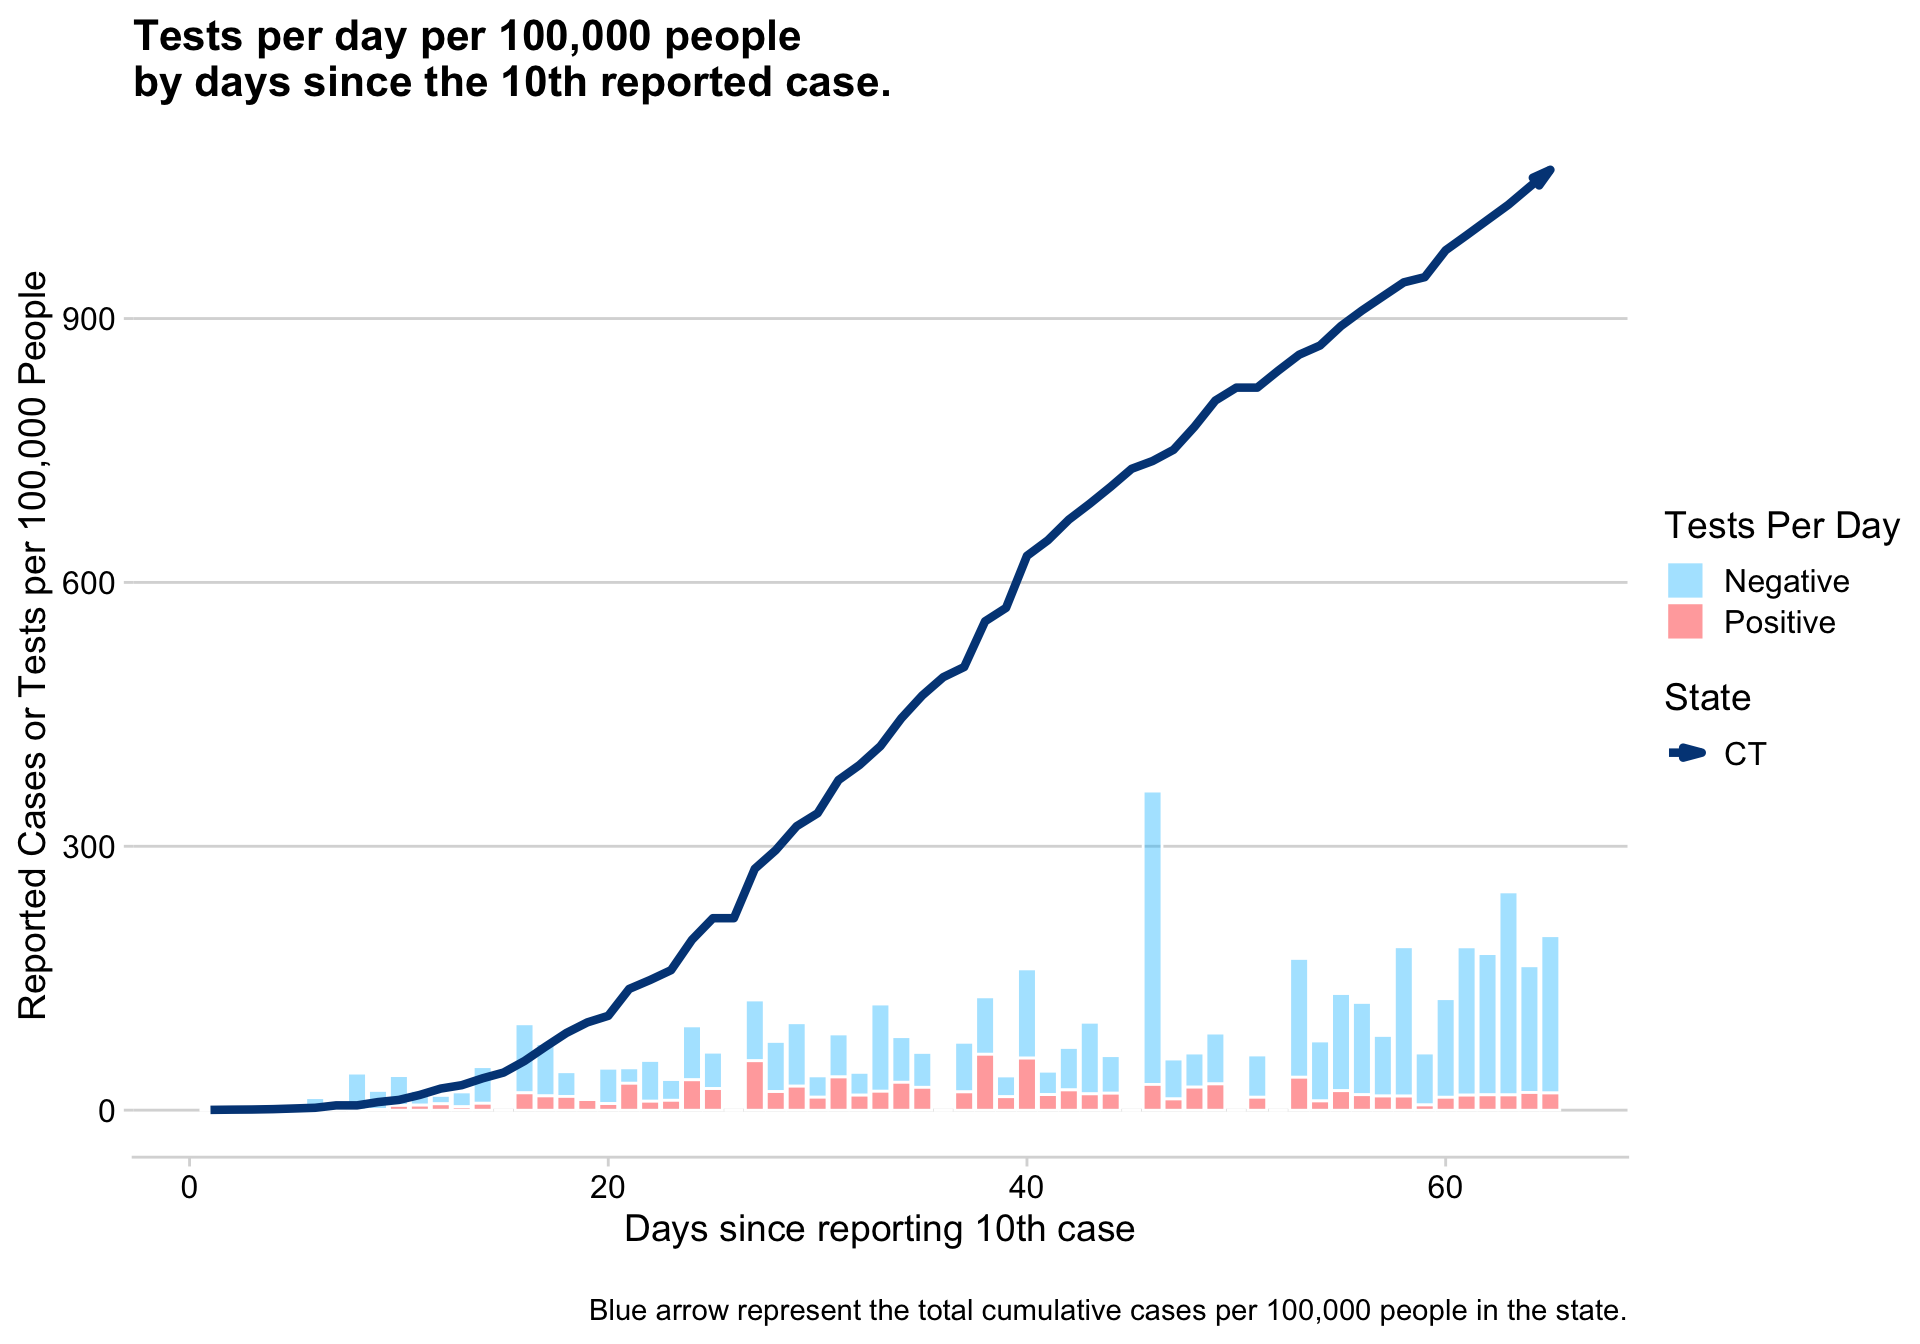 Tests per day per 100,000 people
by days since the 10th reported case.
Reported Cases or Tests per 100,000 People
900
600
300
0
0
20
40
60
Days since reporting 10th case
Tests Per Day
Negative
Positive
State
CT
Blue arrow represent the total cumulative cases per 100,000 people in the state.